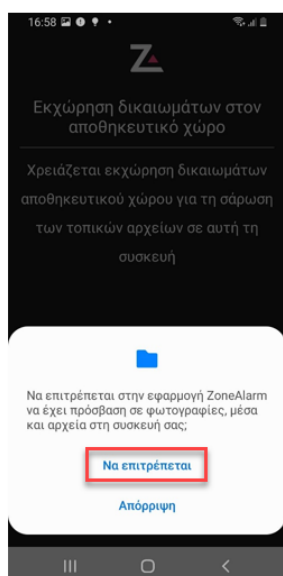 16:58
ZA
Εκχώρηση δικαιωμάτων στον
αποθηκευτικό χώρο
Χρειάζεται εκχώρηση δικαιωμάτων
αποθηκευτικού χώρου για τη σάρωση
των τοπικών αρχείων σε αυτή τη
συσκευή
Να επιτρέπεται στην εφαρμογή ZoneAlarm
να έχει πρόσβαση σε φωτογραφίες, μέσα
και αρχεία στη συσκευή σας;
Να επιτρέπεται
Απόρριψη